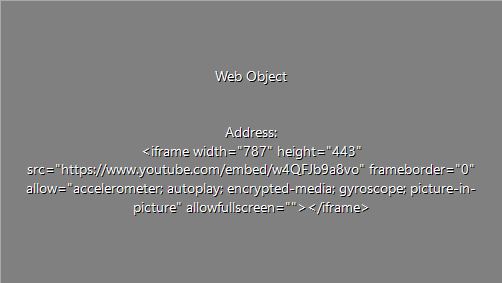 Web Object
Address:
<iframe width="787" height="443"
src="https://www.youtube.com/embed/w4QFJb9a8vo" frameborder="0"
allow="accelerometer; autoplay; encrypted-media; gyroscope; picture-in-
picture" allowfullscreen=""></iframe>